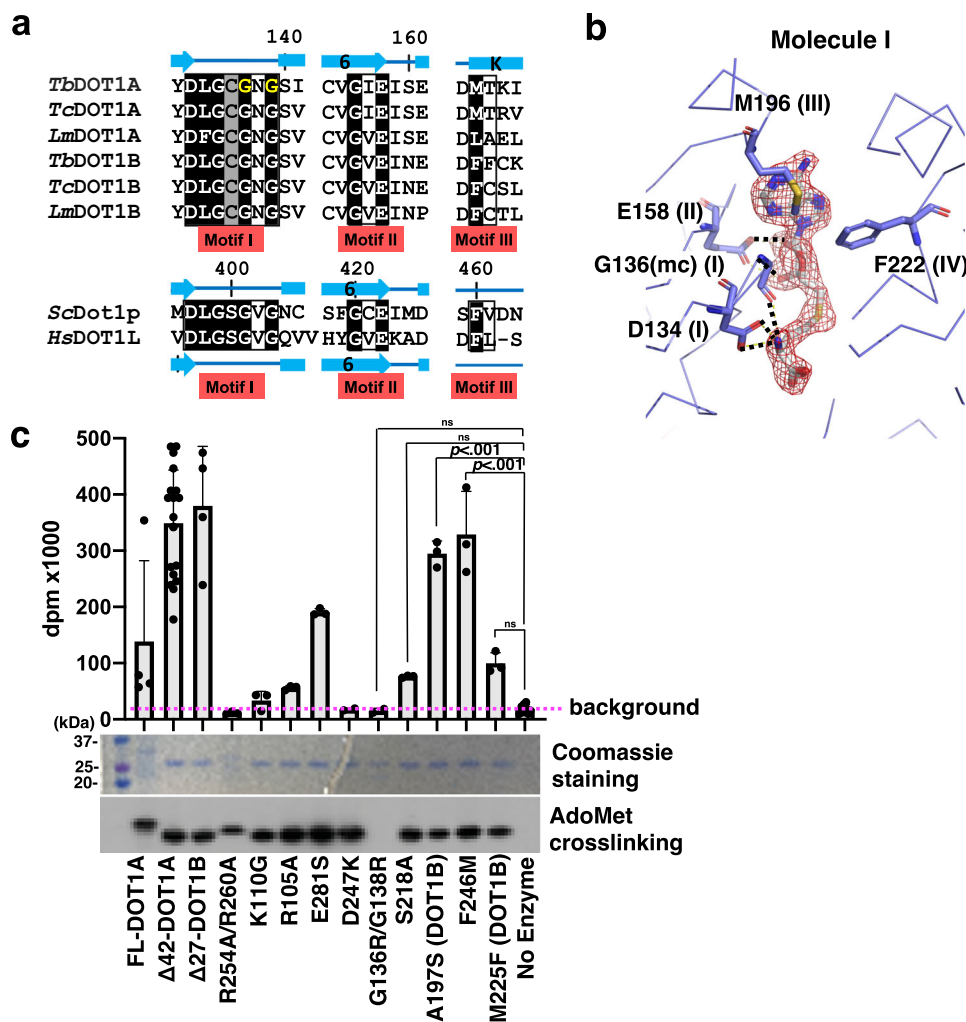 a
140 160
6 K
TbDOT1A YDLGCGNGSI CVGIEISE DMTKI
TcDOT1A YDLGCGNGSV CVGIEISE DMTRV
LmDOT1A YDFGCGNGSV CVGVEISE DLAEL
TbDOT1B YDLGCGNGSV CVGVEINE DFFCK
TcDOT1B YDLGCGNGSV CVGVEINE DFCSL
LmDOT1B YDLGCGNGSV CVGVEINP DFCTL
Motif I Motif II Motif III
400 420 460
ScDot1p MDLGSGVGNC SFGCEIMD SFVDN
HsDOT1L VDLGSGVGQVV HYGVEKAD DFL-S
6
Motif I Motif II Motif III
b
Molecule I
M196 (III)
E158 (II)
G136(mc) (I)
F222 (IV)
D134 (I)
c
dpm x1000
500
400
300
200
100
0
ns
ns
p<.001
p<.001
ns
background
(kDa)
37-
25-
20-
Coomassie
staining
AdoMet
crosslinking
FL-DOT1A
Δ42-DOT1A
Δ27-DOT1B
R254A/R260A
K110G
R105A
E281S
D247K
G136R/G138R
S218A
A197S (DOT1B)
F246M
M225F (DOT1B)
No Enzyme